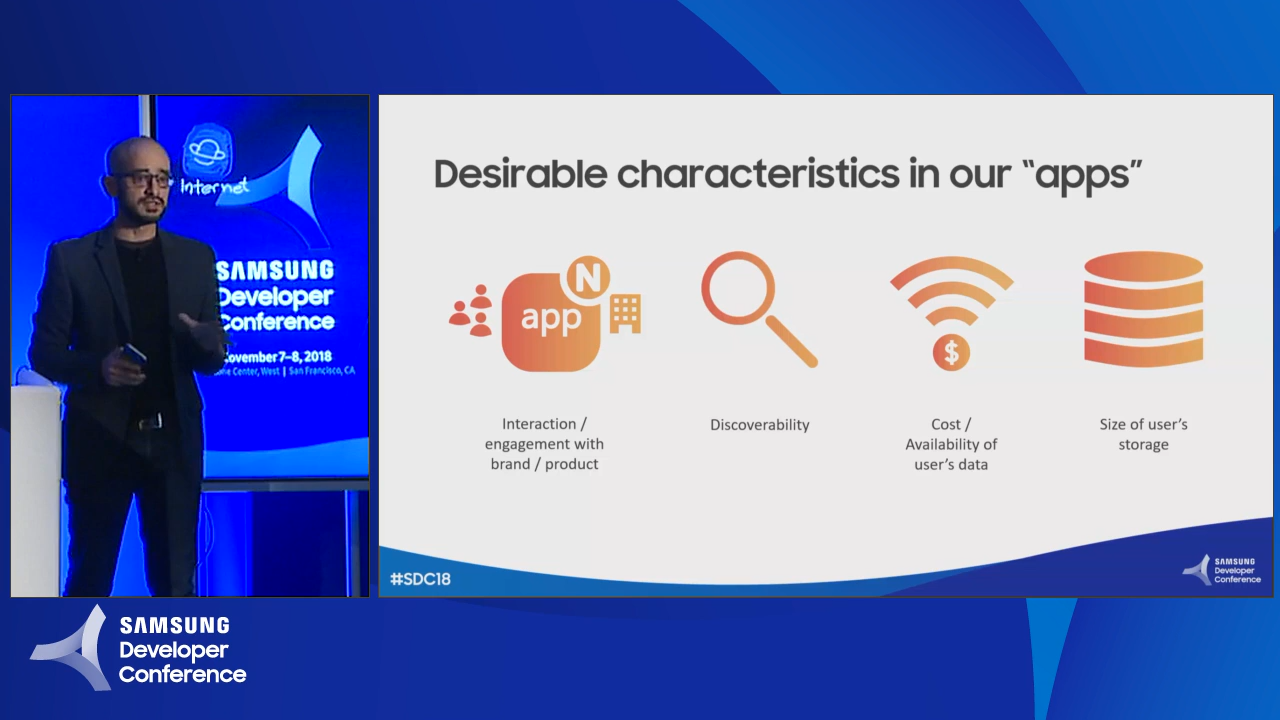 Internet
SAMSUNG
Developer
Conference
November 7–8, 2018
Center, West | San Francisco, CA
Desirable characteristics in our “apps”
N
app
$
Interaction /
engagement with
brand / product
Discoverability
Cost /
Availability of
user’s data
Size of user’s
storage
#SDC18
SAMSUNG
Developer
Conference
SAMSUNG
Developer
Conference